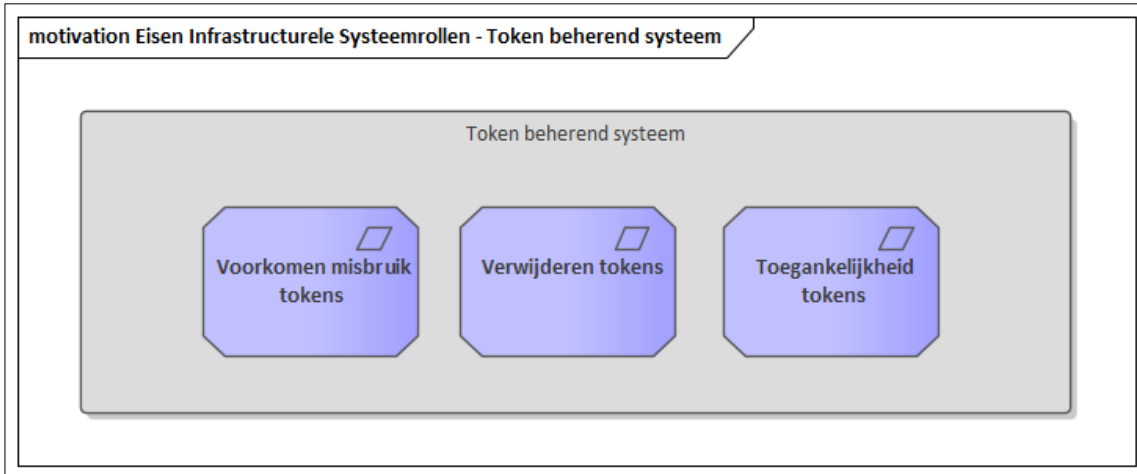 motivation Eisen Infrastructurele Systeemrollen - Token beherend systeem
Token beherend systeem
Voorkomen misbruik
tokens
Verwijderen tokens
Toegankelijkheid
tokens